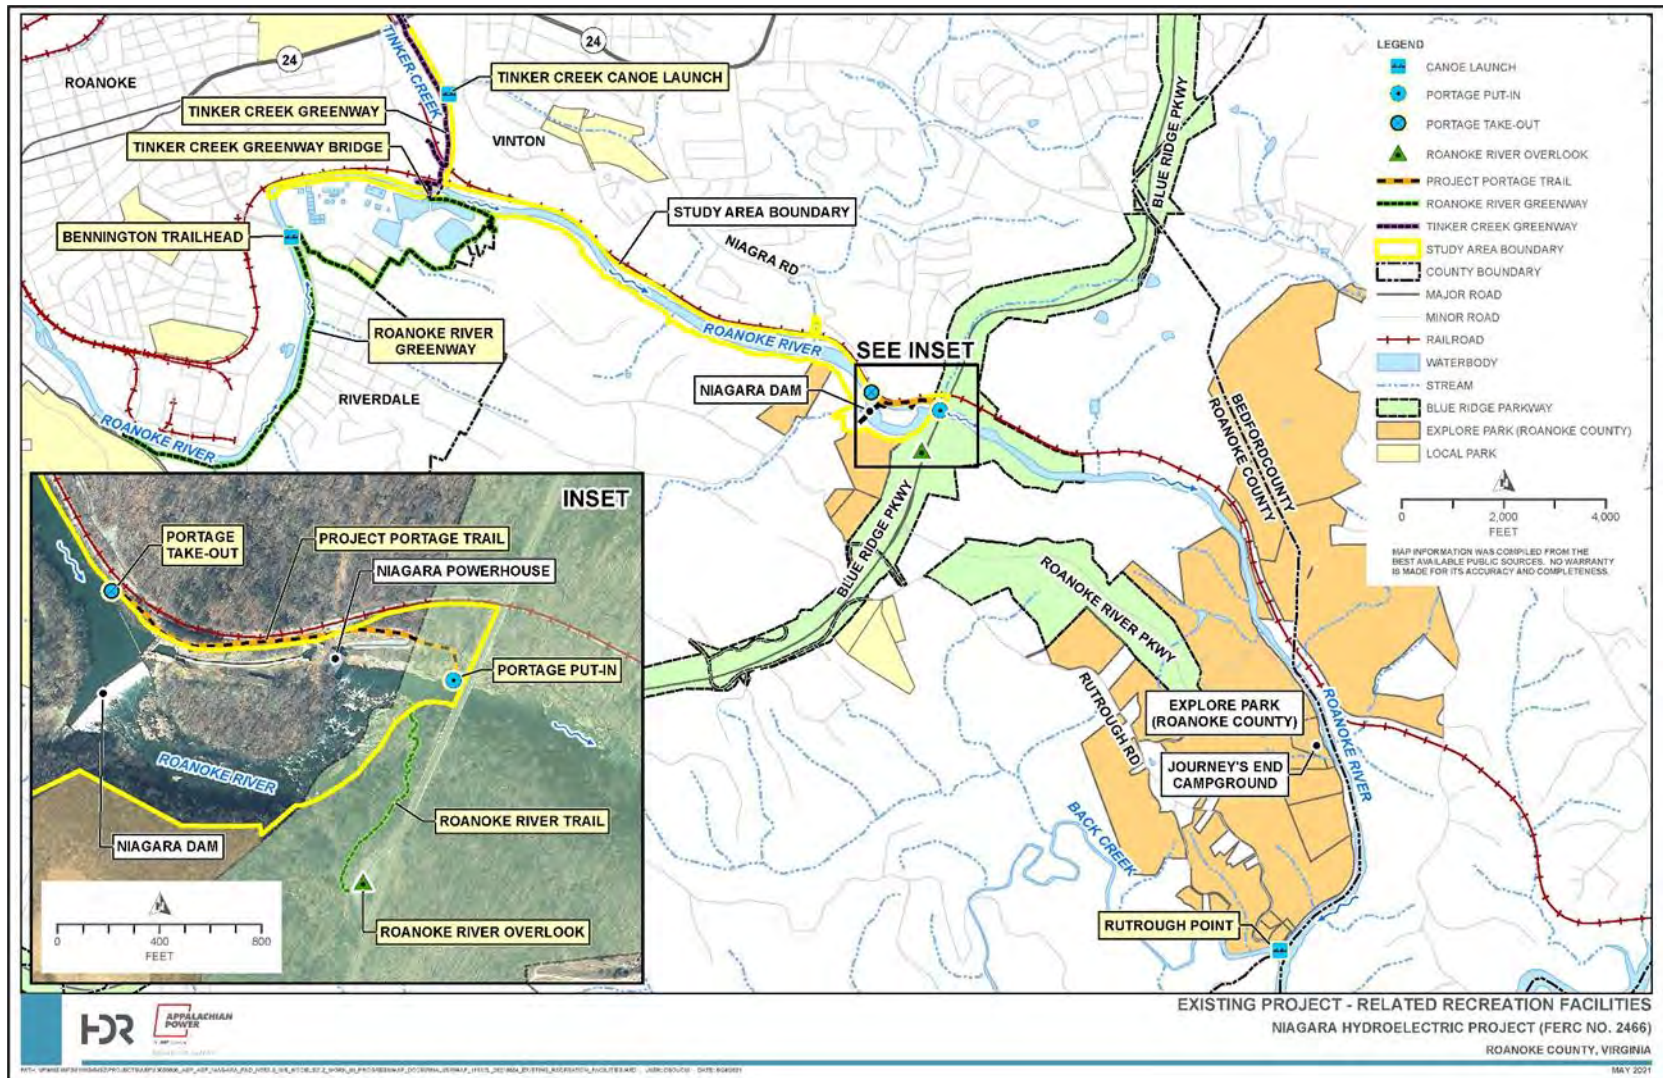 ROANOKE
24
24
TINKER CREEK
TINKER CREEK CANOE LAUNCH
TINKER CREEK GREENWAY
VINTON
TINKER CREEK GREENWAY BRIDGE
BENNINGTON TRAILHEAD
STUDY AREA BOUNDARY
NIAGRA RD
BLUE RIDGE PKWY
ROANOKE RIVER
GREENWAY
ROANOKE RIVER
SEE INSET
NIAGARA DAM
RIVERDALE
ROANOKE RIVER
BEDFORDCOUNTY
ROANOKE COUNTY
BLUE RIDGE PKWY
ROANOKE RIVER PKWY
RUTROUGH RD
EXPLORE PARK
(ROANOKE COUNTY)
JOURNEY'S END
CAMPGROUND
ROANOKE RIVER
BACK CREEK
RUTROUGH POINT
LEGEND
CANOE LAUNCH
PORTAGE PUT-IN
PORTAGE TAKE-OUT
ROANOKE RIVER OVERLOOK
PROJECT PORTAGE TRAIL
ROANOKE RIVER GREENWAY
TINKER CREEK GREENWAY
STUDY AREA BOUNDARY
COUNTY BOUNDARY
MAJOR ROAD
MINOR ROAD
RAILROAD
WATERBODY
STREAM
BLUE RIDGE PARKWAY
EXPLORE PARK (ROANOKE COUNTY)
LOCAL PARK
0 2,000 4,000
FEET
MAP INFORMATION WAS COMPILED FROM THE
BEST AVAILABLE PUBLIC SOURCES. NO WARRANTY
IS MADE FOR ITS ACCURACY AND COMPLETENESS.
INSET
PORTAGE
TAKE-OUT
PROJECT PORTAGE TRAIL
NIAGARA POWERHOUSE
PORTAGE PUT-IN
ROANOKE RIVER
ROANOKE RIVER TRAIL
NIAGARA DAM
ROANOKE RIVER OVERLOOK
0 400 800
FEET
HDR
APPALACHIAN
POWER
EXISTING PROJECT - RELATED RECREATION FACILITIES
NIAGARA HYDROELECTRIC PROJECT (FERC NO. 2466)
ROANOKE COUNTY, VIRGINIA
MAY 2021